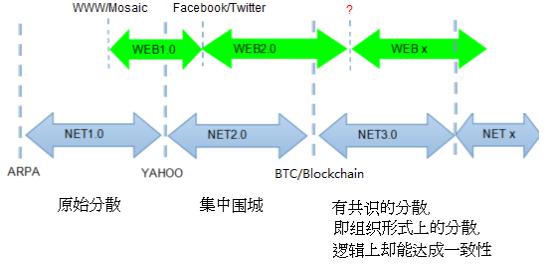 WWW/Mosaic Facebook/Twitter ?
WEB1.0 WEB2.0 WEB x
NET1.0 NET2.0 NET3.0 NET x
ARPA YAHOO BTC/Blockchain
原始分散 集中围城 有共识的分散,
即组织形式上的分散,
逻辑上却能达成一致性